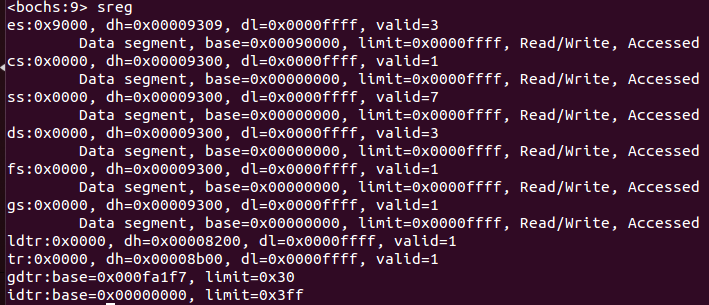 <bochs:9> sreg
es:0x9000, dh=0x00009309, dl=0x0000ffff, valid=3
Data segment, base=0x00090000, limit=0x0000ffff, Read/Write, Accessed
cs:0x0000, dh=0x00009300, dl=0x0000ffff, valid=1
Data segment, base=0x00000000, limit=0x0000ffff, Read/Write, Accessed
ss:0x0000, dh=0x00009300, dl=0x0000ffff, valid=7
Data segment, base=0x00000000, limit=0x0000ffff, Read/Write, Accessed
ds:0x0000, dh=0x00009300, dl=0x0000ffff, valid=3
Data segment, base=0x00000000, limit=0x0000ffff, Read/Write, Accessed
fs:0x0000, dh=0x00009300, dl=0x0000ffff, valid=1
Data segment, base=0x00000000, limit=0x0000ffff, Read/Write, Accessed
gs:0x0000, dh=0x00009300, dl=0x0000ffff, valid=1
Data segment, base=0x00000000, limit=0x0000ffff, Read/Write, Accessed
ldtr:0x0000, dh=0x00008200, dl=0x0000ffff, valid=1
tr:0x0000, dh=0x00008b00, dl=0x0000ffff, valid=1
gdtr:base=0x000fa1f7, limit=0x30
idtr:base=0x00000000, limit=0x3ff